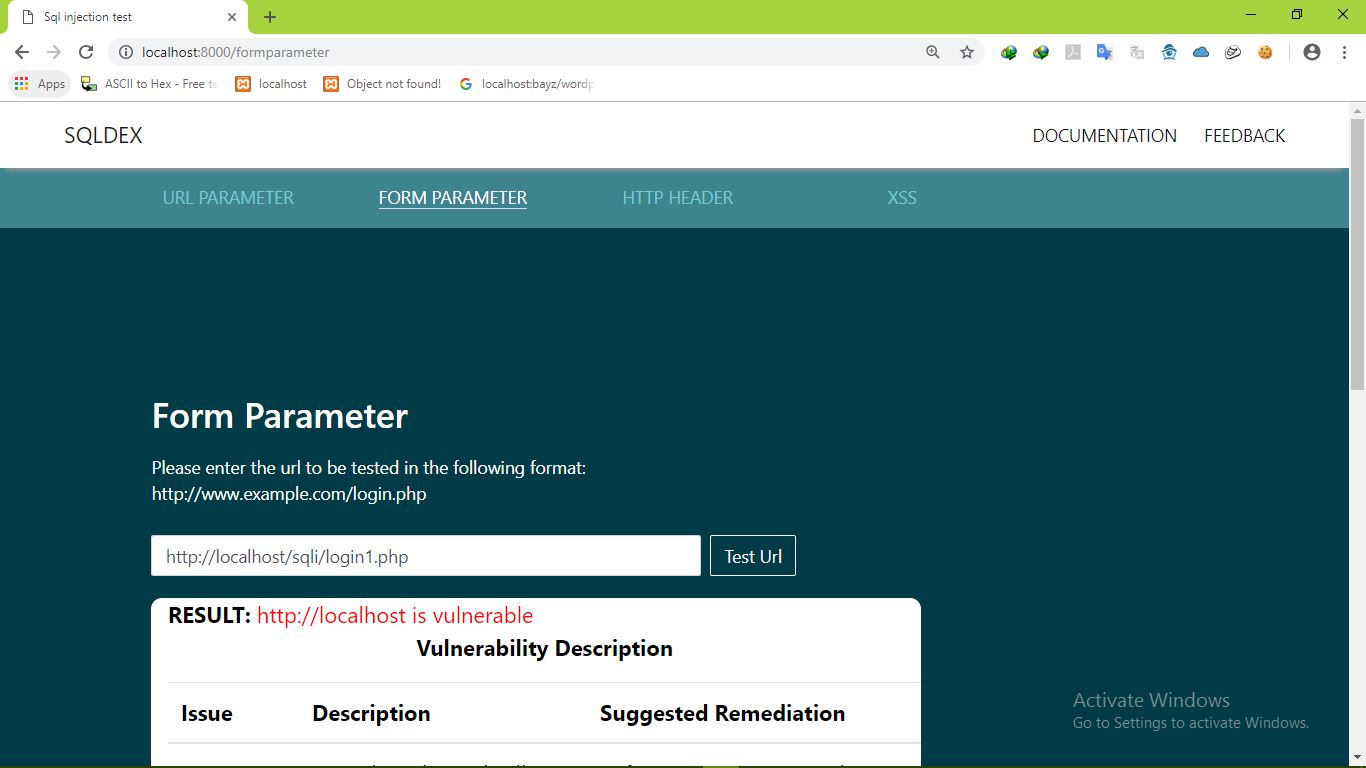 Sql injection test
localhost:8000/formparameter
Apps
ASCII to Hex - Free te
localhost
Object not found!
localhost:bayz/wordp
SQLDEX
DOCUMENTATION
FEEDBACK
URL PARAMETER
FORM PARAMETER
HTTP HEADER
XSS
Form Parameter
Please enter the url to be tested in the following format:
http://www.example.com/login.php
http://localhost/sqli/login1.php
Test Url
RESULT: http://localhost is vulnerable
Vulnerability Description
Issue
Description
Suggested Remediation
Activate Windows
Go to Settings to activate Windows.